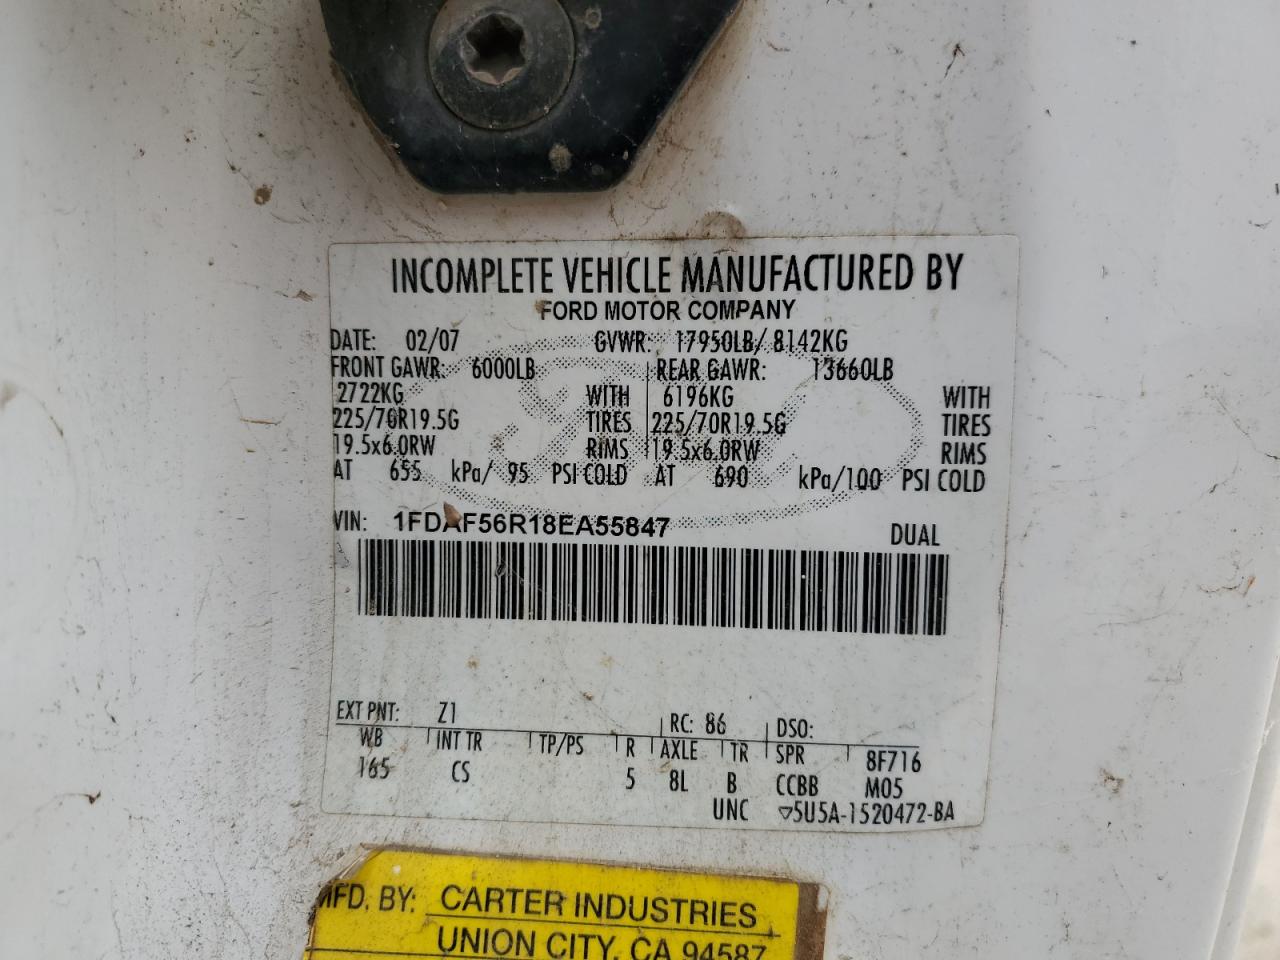 INCOMPLETE VEHICLE MANUFACTURED BY
FORD MOTOR COMPANY
DATE: 02/07 GVWR: 17950LB/ 8142KG
FRONT GAWR: 6000LB REAR GAWR: 13660LB
2722KG WITH 6196KG WITH
225/70R19.5G TIRES 225/70R19.5G TIRES
19.5x6.0RW RIMS 19.5x6.0RW RIMS
AT 655 kPa/ 95 PSI COLD AT 690 kPa/100 PSI COLD
VIN: 1FDAF56R18EA55847 DUAL
EXT PNT: Z1 RC: 86 DSO:
WB INT TR TP/PS R AXLE TR SPR 8F716
165 CS 5 8L B CCBB M05
UNC ▽5U5A-1520472-BA
MFD. BY: CARTER INDUSTRIES
UNION CITY, CA 94587